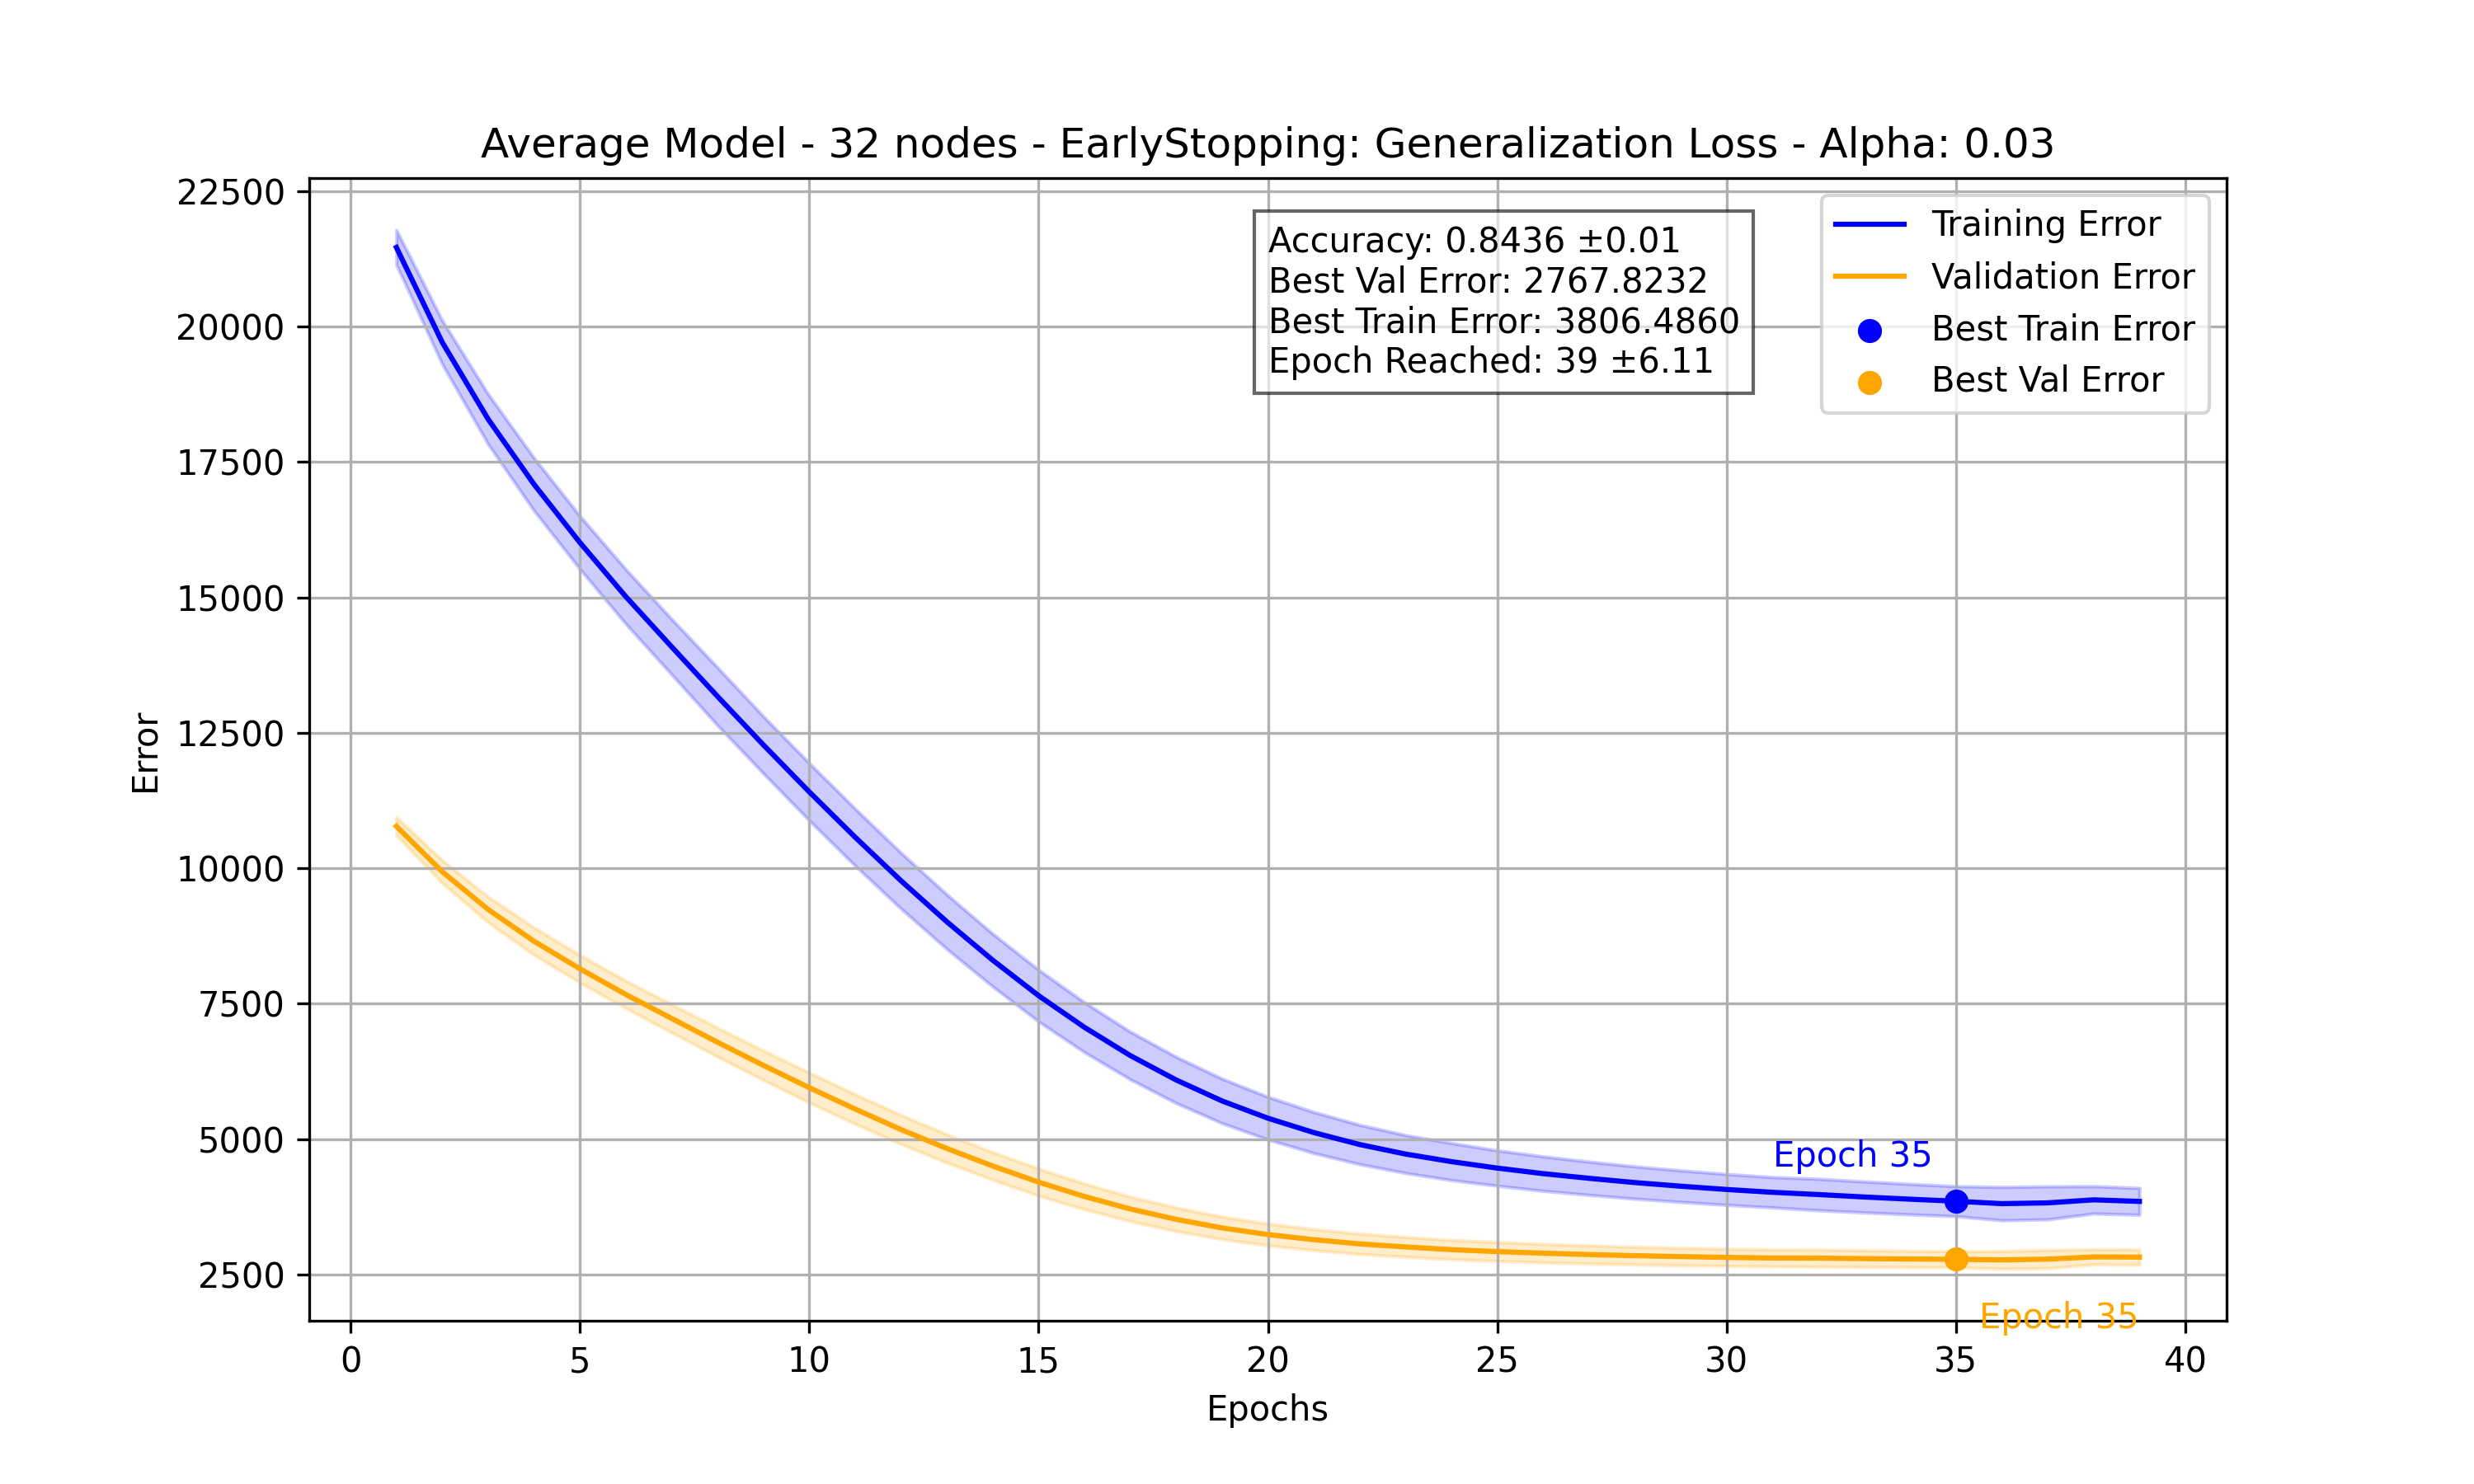 Average Model - 32 nodes - EarlyStopping: Generalization Loss - Alpha: 0.03
22500
20000
17500
15000
12500
10000
7500
5000
2500
Error
Accuracy: 0.8436 ±0.01
Best Val Error: 2767.8232
Best Train Error: 3806.4860
Epoch Reached: 39 ±6.11
Training Error
Validation Error
Best Train Error
Best Val Error
Epoch 35
Epoch 35
0 5 10 15 20 25 30 35 40
Epochs